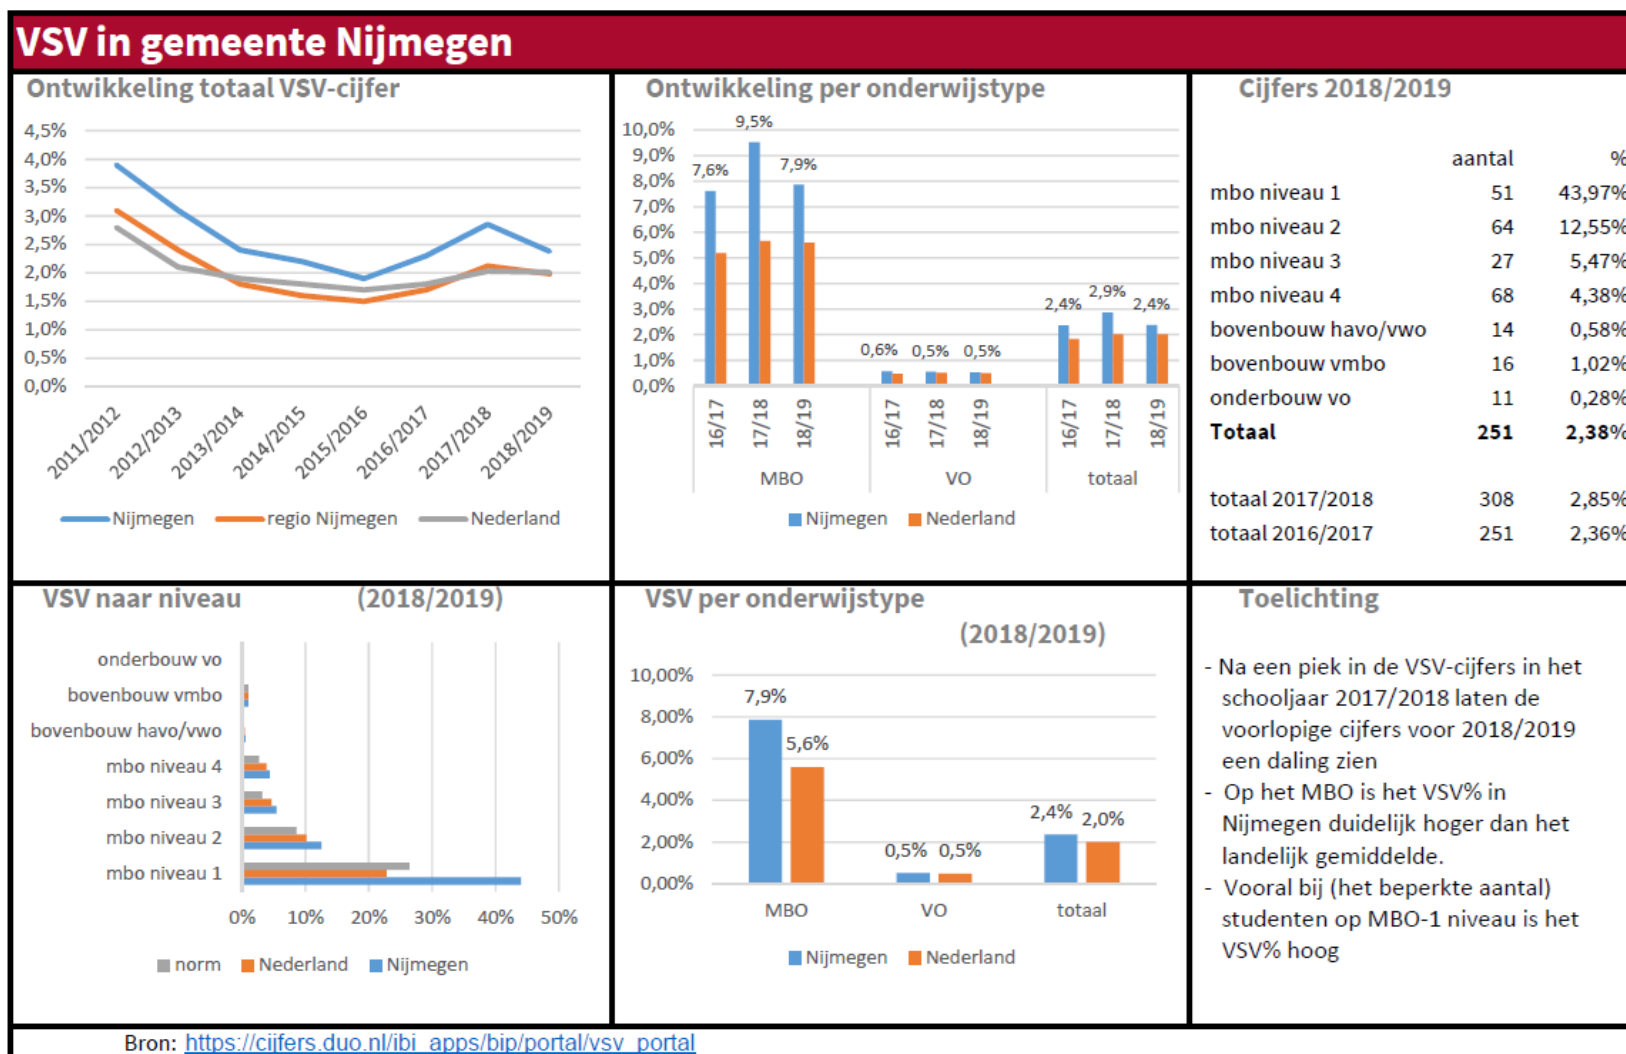 VSV in gemeente Nijmegen
Ontwikkeling totaal VSV-cijfer
4,5%
4,0%
3,5%
3,0%
2,5%
2,0%
1,5%
1,0%
0,5%
0,0%
2011/2012
2012/2013
2013/2014
2014/2015
2015/2016
2016/2017
2017/2018
2018/2019
Nijmegen regio Nijmegen Nederland
Ontwikkeling per onderwijstype
10,0%
9,0%
8,0%
7,0%
6,0%
5,0%
4,0%
3,0%
2,0%
1,0%
0,0%
7,6% 9,5% 7,9%
0,6% 0,5% 0,5%
2,4% 2,9% 2,4%
16/17 17/18 18/19 16/17 17/18 18/19 16/17 17/18 18/19
MBO VO totaal
Nijmegen Nederland
Cijfers 2018/2019
aantal %
mbo niveau 1 51 43,97%
mbo niveau 2 64 12,55%
mbo niveau 3 27 5,47%
mbo niveau 4 68 4,38%
bovenbouw havo/vwo 14 0,58%
bovenbouw vmbo 16 1,02%
onderbouw vo 11 0,28%
Totaal 251 2,38%
totaal 2017/2018 308 2,85%
totaal 2016/2017 251 2,36%
VSV naar niveau (2018/2019)
onderbouw vo
bovenbouw vmbo
bovenbouw havo/vwo
mbo niveau 4
mbo niveau 3
mbo niveau 2
mbo niveau 1
0% 10% 20% 30% 40% 50%
norm Nederland Nijmegen
VSV per onderwijstype
(2018/2019)
10,00%
8,00%
6,00%
4,00%
2,00%
0,00%
7,9% 5,6%
0,5% 0,5%
2,4% 2,0%
MBO VO totaal
Nijmegen Nederland
Toelichting
- Na een piek in de VSV-cijfers in het
schooljaar 2017/2018 laten de
voorlopige cijfers voor 2018/2019
een daling zien
- Op het MBO is het VSV% in
Nijmegen duidelijk hoger dan het
landelijk gemiddelde.
- Vooral bij (het beperkte aantal)
studenten op MBO-1 niveau is het
VSV% hoog
Bron: https://cijfers.duo.nl/ibi_apps/bip/portal/vsv_portal